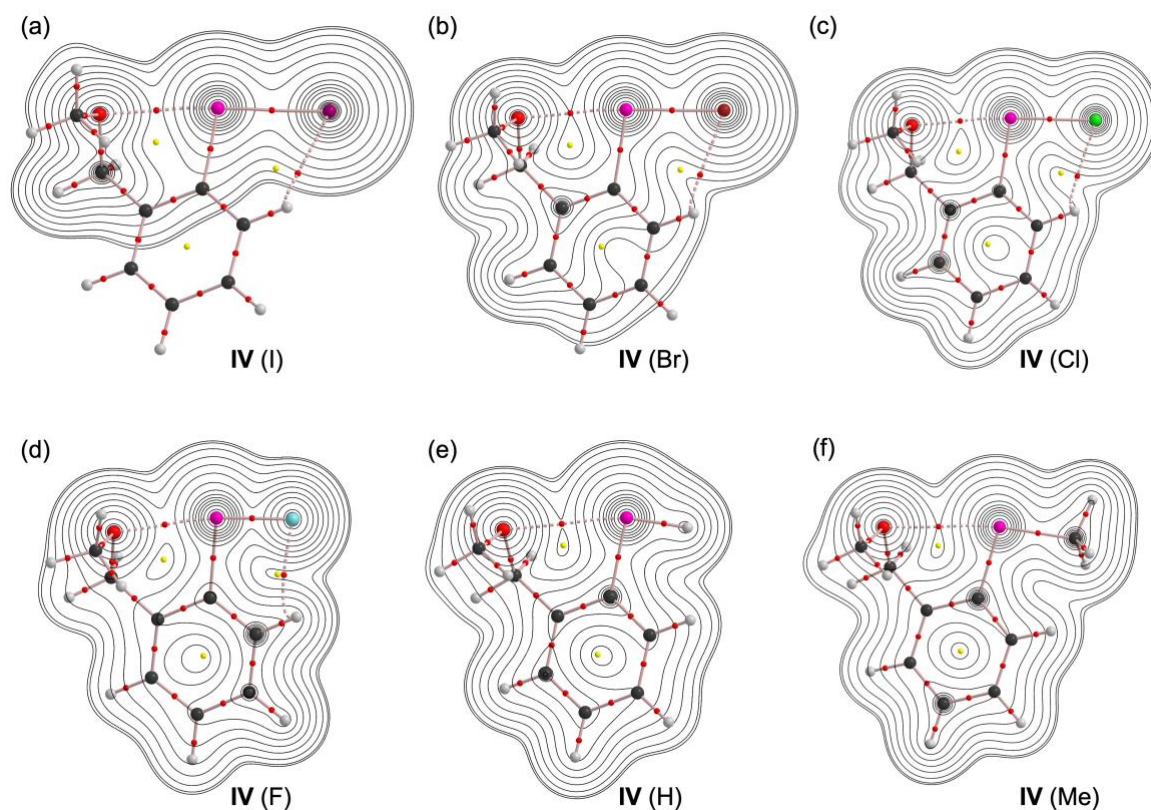 (a)
(b)
(c)
IV (I)
IV (Br)
IV (Cl)
(d)
(e)
(f)
IV (F)
IV (H)
IV (Me)